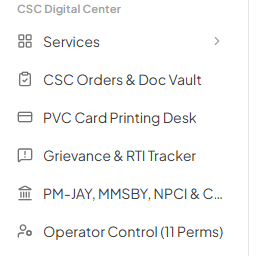 CSC Digital Center
Services
CSC Orders & Doc Vault
PVC Card Printing Desk
Grievance & RTI Tracker
PM-JAY, MMSBY, NPCI & C...
Operator Control (11 Perms)